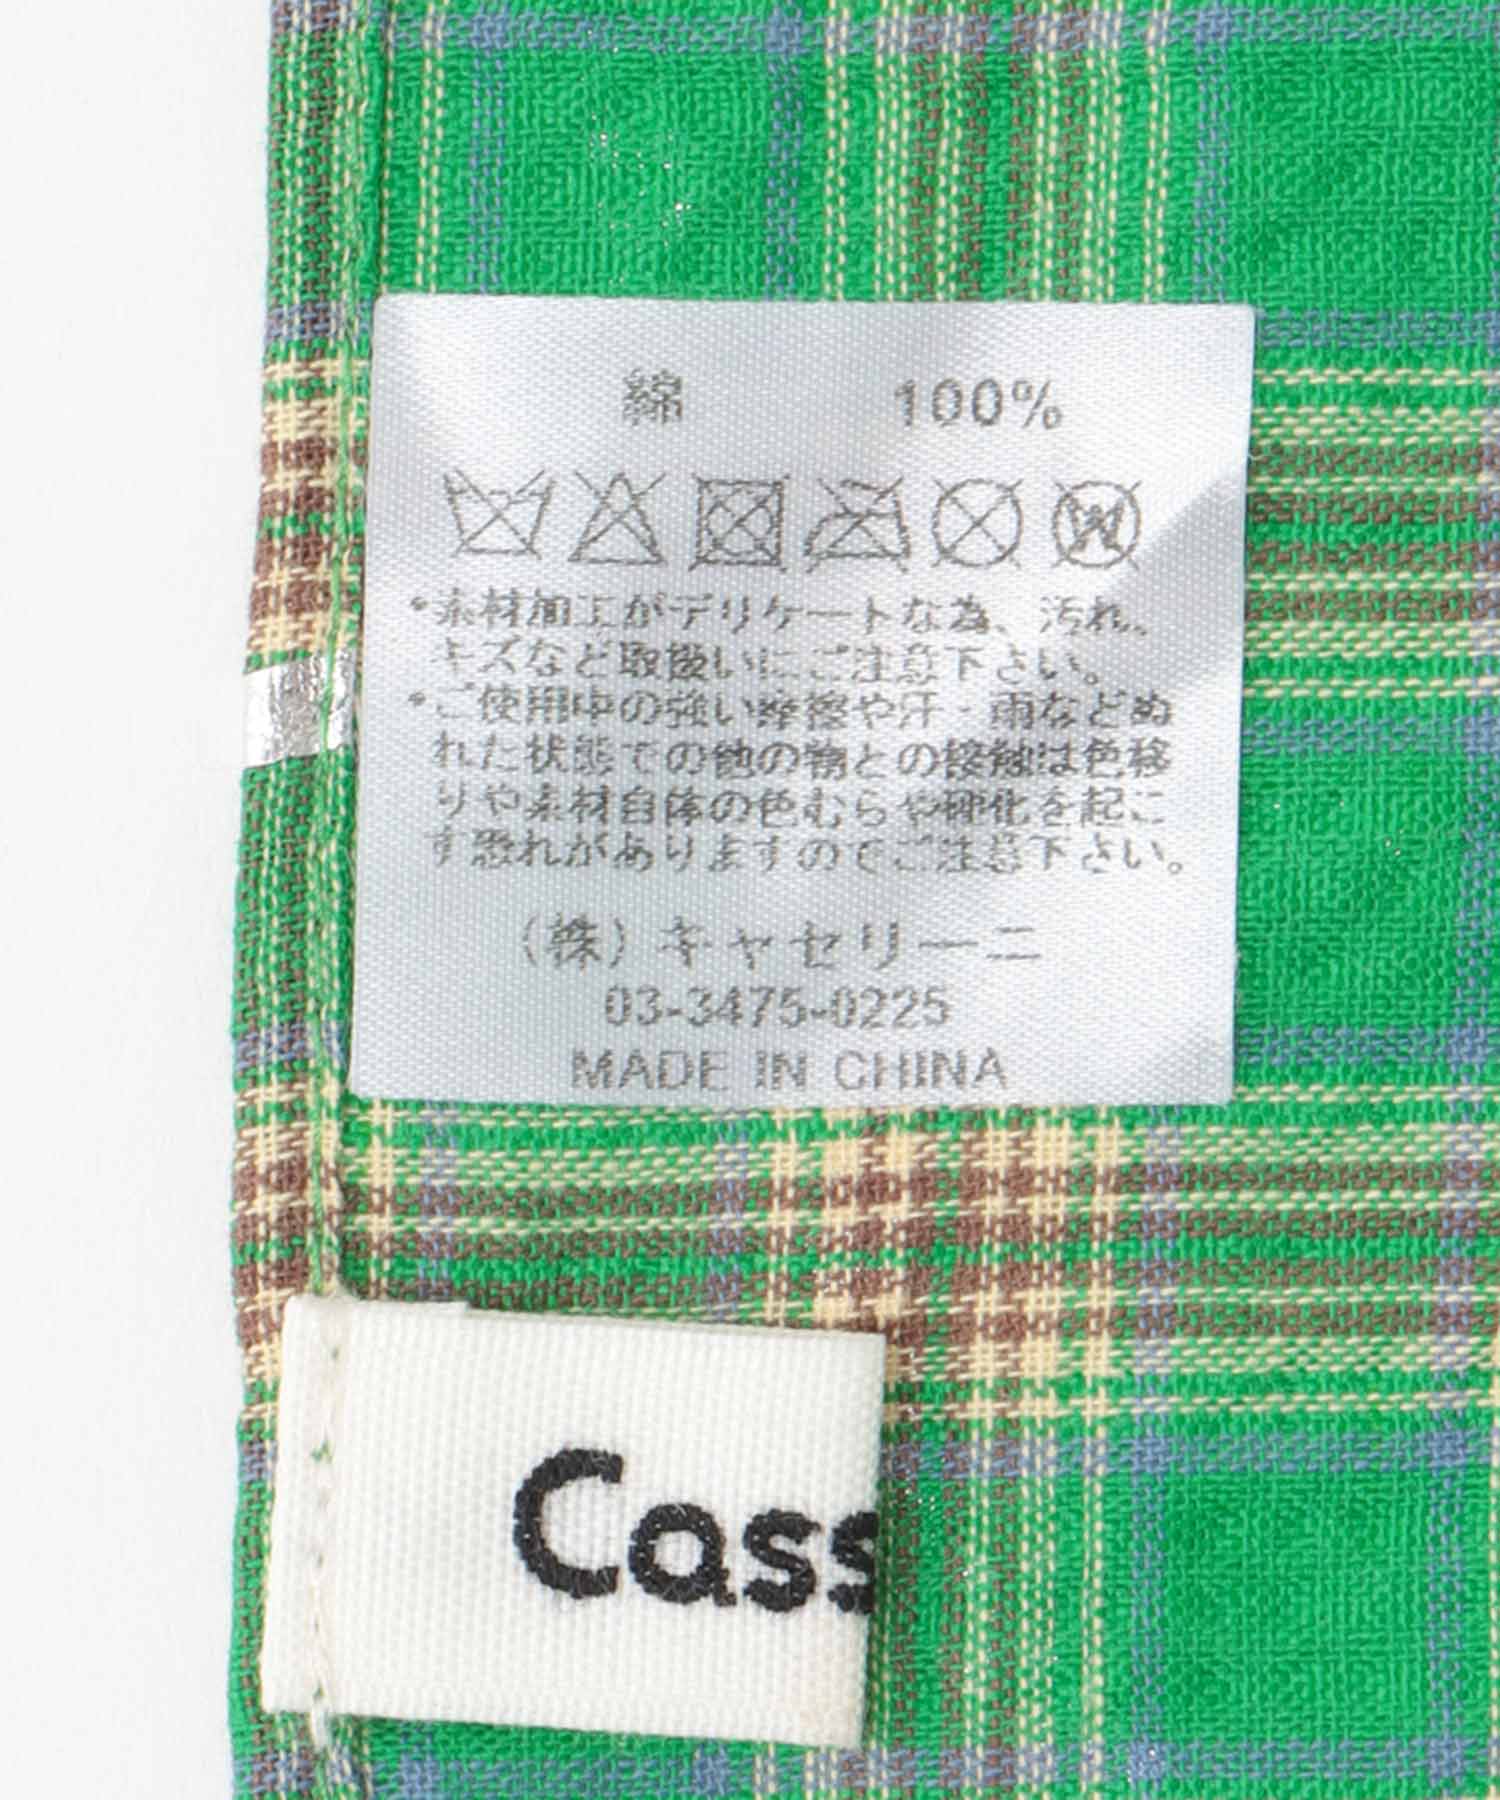 綿 100%
・素材加工がデリケートな為、汚れ、
キズなど取扱いにご注意下さい。
・ご使用中の強い摩擦や汗・雨などぬ
れた状態での他の物との接触は色移
りや素材自体の色むらや硬化を起こ
す恐れがありますのでご注意下さい。
(株)キャセリーニ
03-3475-0225
MADE IN CHINA
Cass